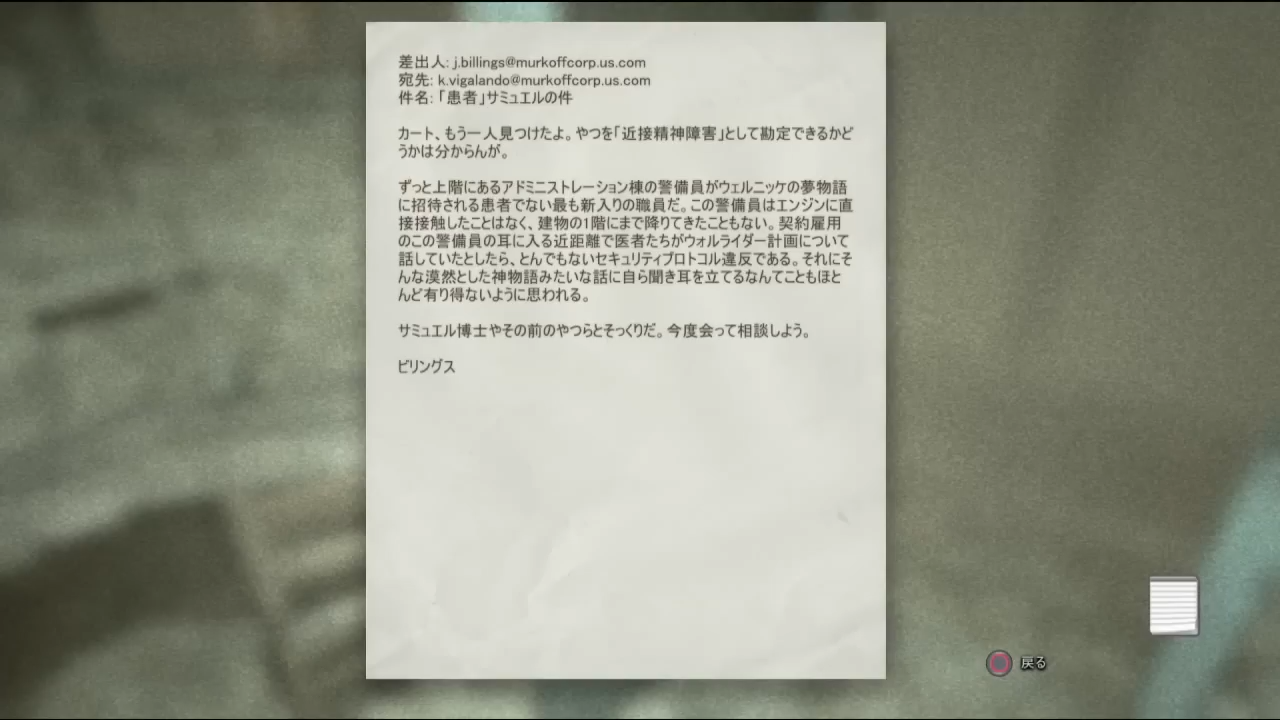 差出人: j.billings@murkoffcorp.us.com
宛先: k.vigalando@murkoffcorp.us.com
件名: 「患者」サミュエルの件
カート、もう一人見つけたよ。やつを「近接精神障害」として勘定できるかど
うかは分からんが。
ずっと上階にあるアドミニストレーション棟の警備員がウェルニッケの夢物語
に招待される患者でない最も新入りの職員だ。この警備員はエンジンに直
接接触したことはなく、建物の1階にまで降りてきたこともない。契約雇用
のこの警備員の耳に入る近距離で医者たちがウォルライダー計画について
話していたとしたら、とんでもないセキュリティプロトコル違反である。それにそ
んな漠然とした神物語みたいな話に自ら聞き耳を立てるなんてこともほと
んど有り得ないように思われる。
サミュエル博士やその前のやつらとそっくりだ。今度会って相談しよう。
ビリングス
戻る